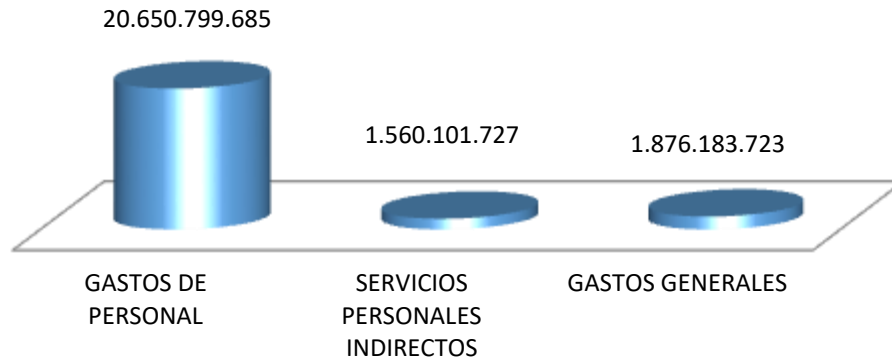 20.650.799.685
1.560.101.727
1.876.183.723
GASTOS DE
PERSONAL
SERVICIOS
PERSONALES
INDIRECTOS
GASTOS GENERALES